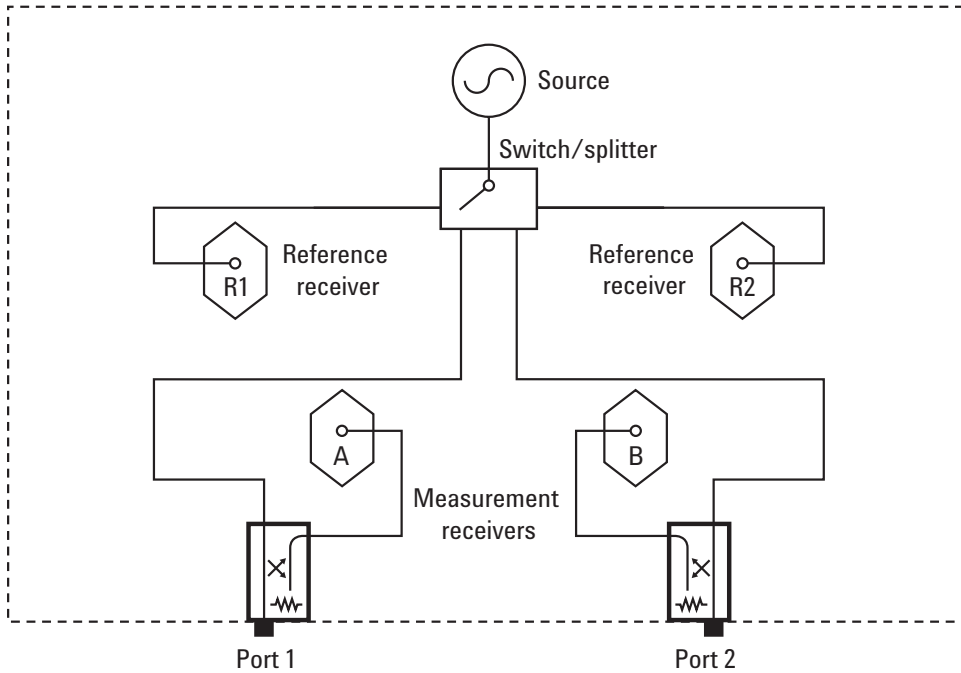 Source
Switch/splitter
Reference
receiver
R1
Reference
receiver
R2
A
B
Measurement
receivers
Port 1
Port 2